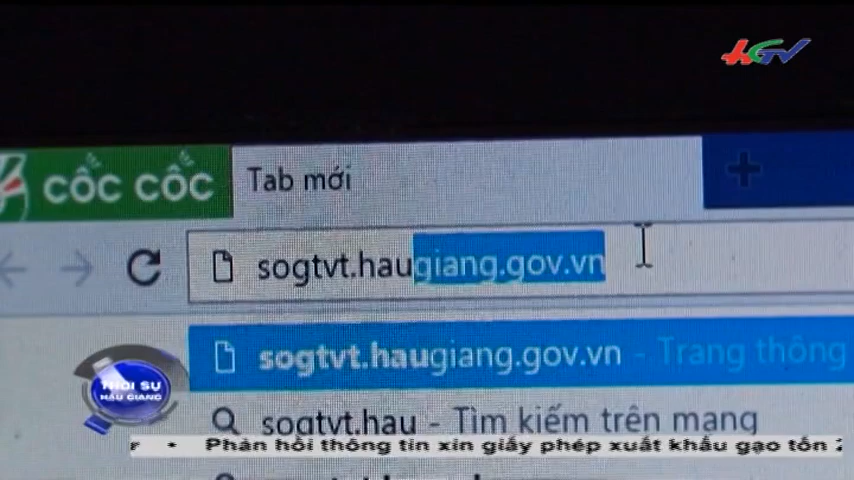 HGTV
CỐC CỐC
Tab mới
sogtvt.haugiang.gov.vn
sogtvt.haugiang.gov.vn - Trang thông
sogtvt.hau - Tìm kiếm trên mạng
THỜI SỰ
HẬU GIANG
r • Phản hồi thông tin xin giấy phép xuất khẩu gạo tồn 2